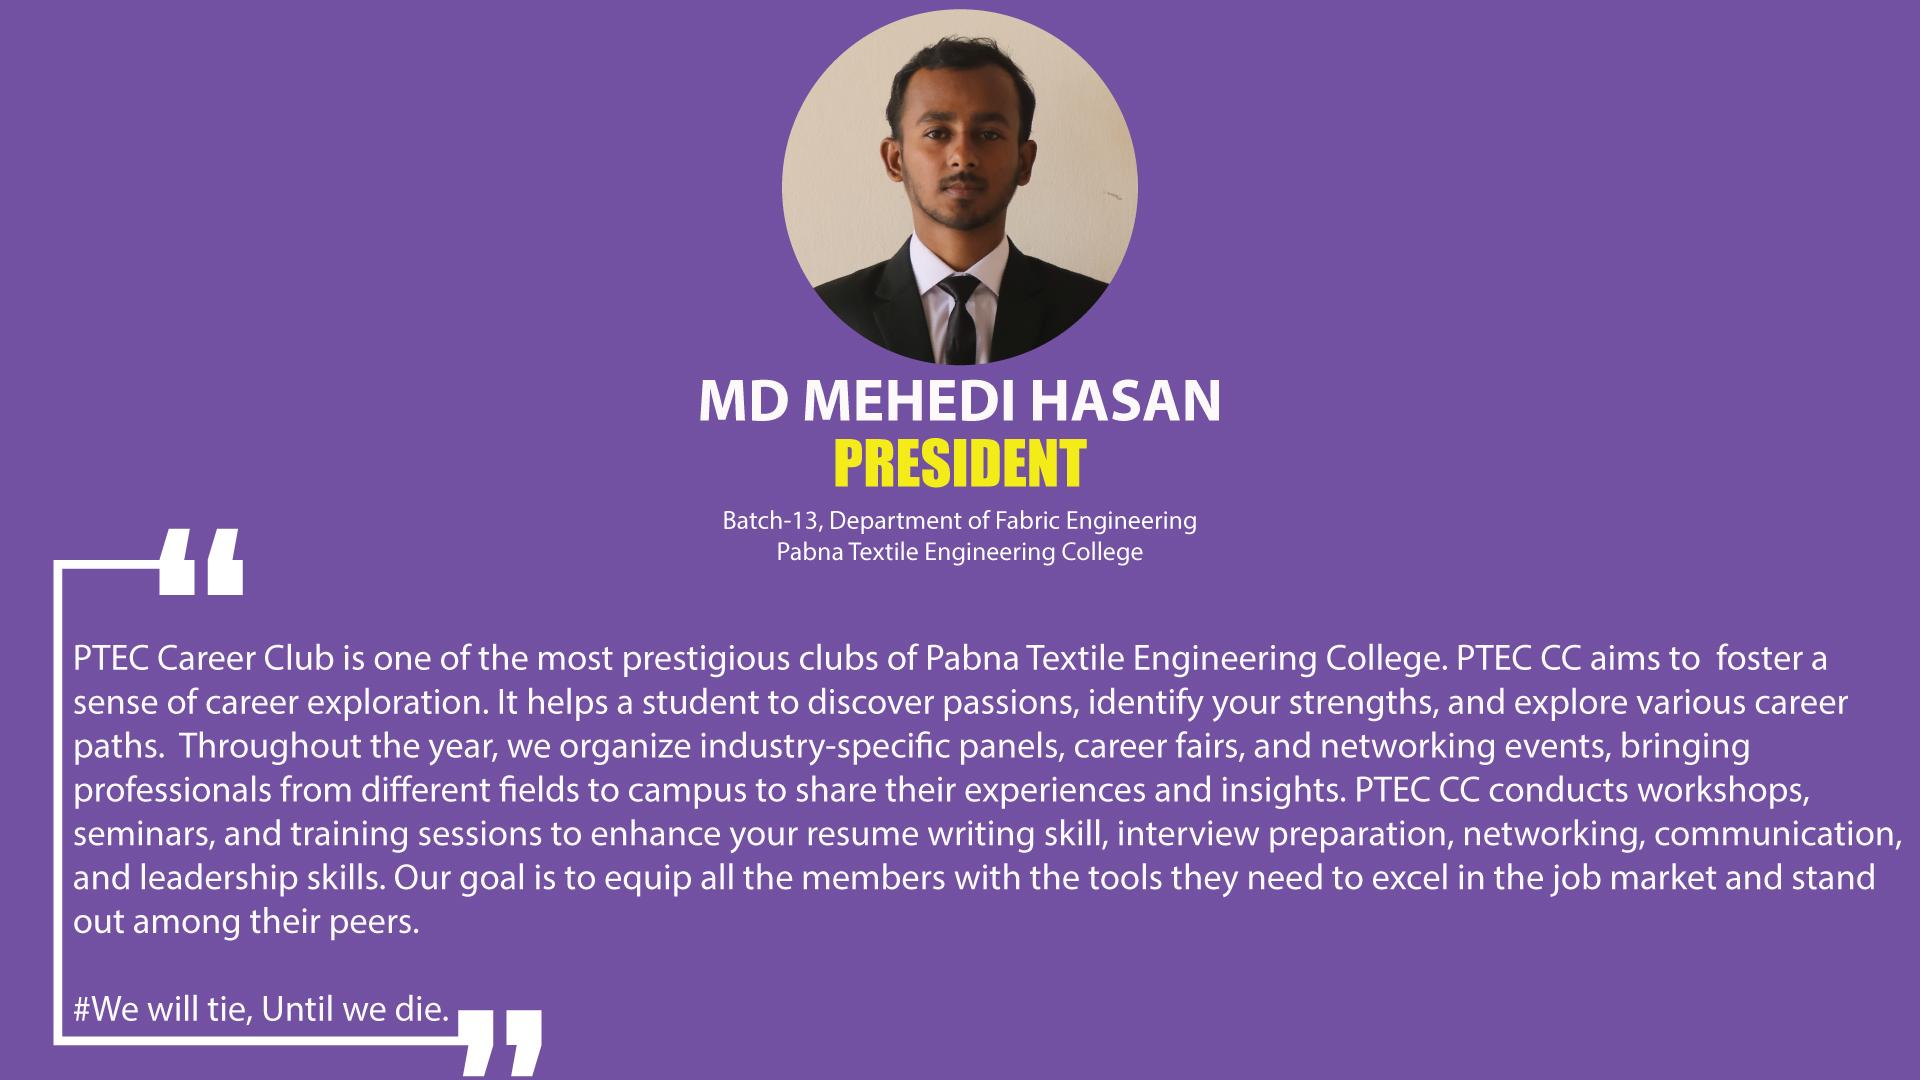 MD MEHEDI HASAN
PRESIDENT
Batch-13, Department of Fabric Engineering
Pabna Textile Engineering College
“
PTEC Career Club is one of the most prestigious clubs of Pabna Textile Engineering College. PTEC CC aims to  foster a
sense of career exploration. It helps a student to discover passions, identify your strengths, and explore various career
paths.  Throughout the year, we organize industry-specific panels, career fairs, and networking events, bringing
professionals from different fields to campus to share their experiences and insights. PTEC CC conducts workshops,
seminars, and training sessions to enhance your resume writing skill, interview preparation, networking, communication,
and leadership skills. Our goal is to equip all the members with the tools they need to excel in the job market and stand
out among their peers.
#We will tie, Until we die.
”